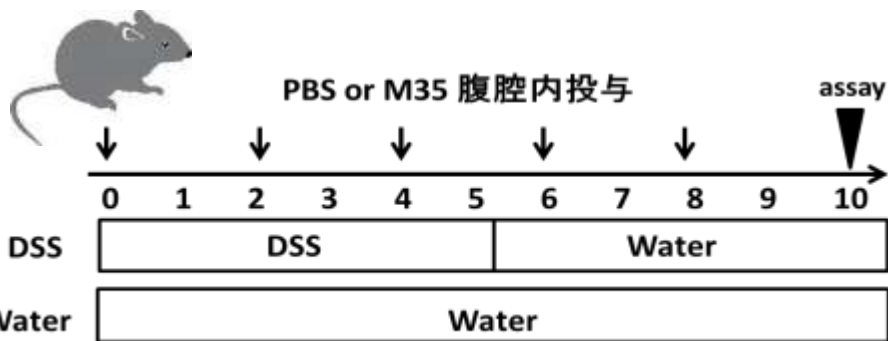 PBS or M35 腹腔内投与
assay
0 1 2 3 4 5 6 7 8 9 10
DSS DSS Water
Water Water